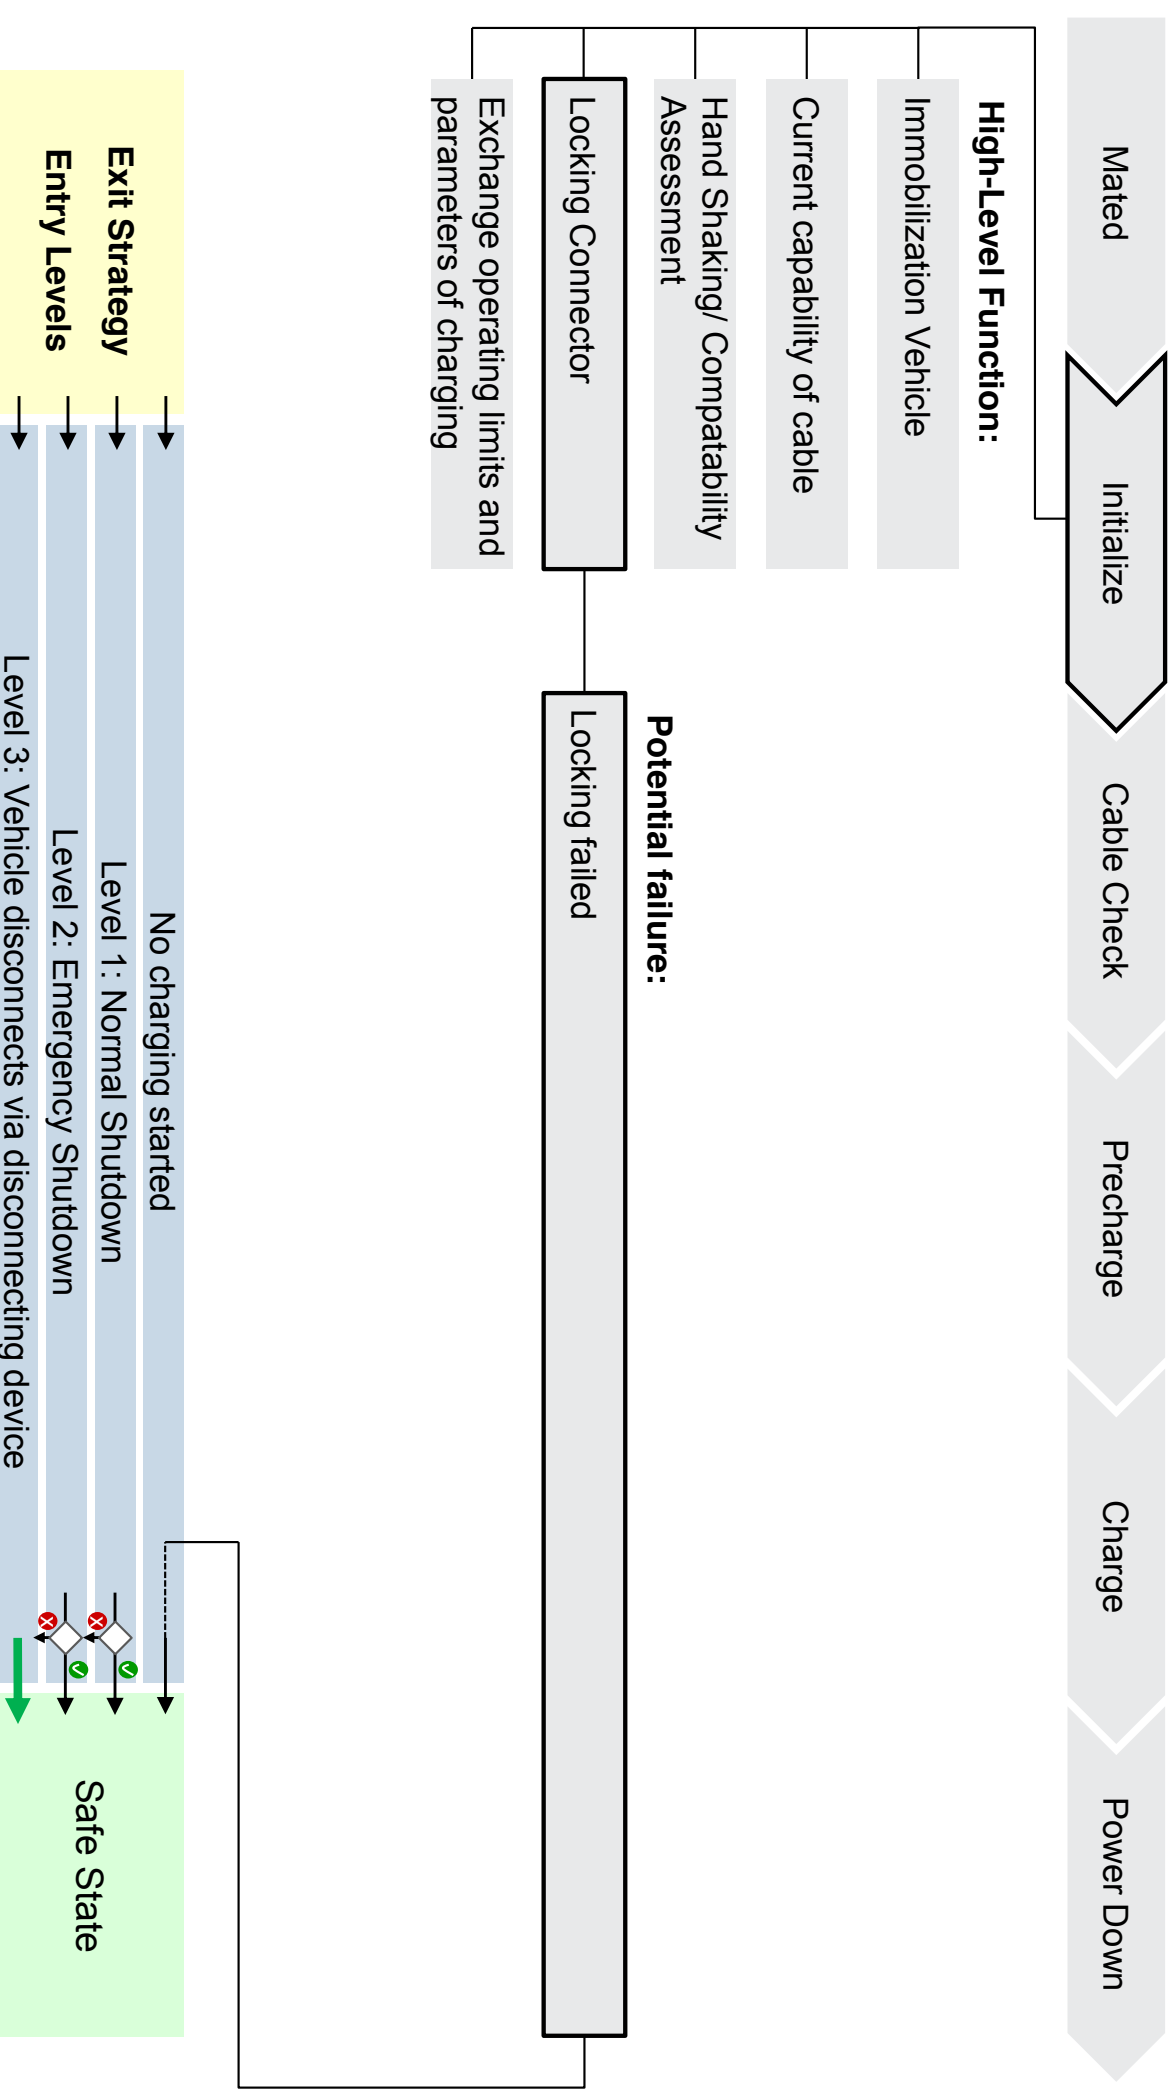 Mated
Initialize
Cable Check
Precharge
Charge
Power Down
High-Level Function:
Immobilization Vehicle
Current capability of cable
Hand Shaking/ Compatability
Assessment
Potential failure:
Locking Connector
Locking failed
Exchange operating limits and
parameters of charging
Exit Strategy
Entry Levels
No charging started
Level 1: Normal Shutdown
Level 2: Emergency Shutdown
Level 3: Vehicle disconnects via disconnecting device
Safe State